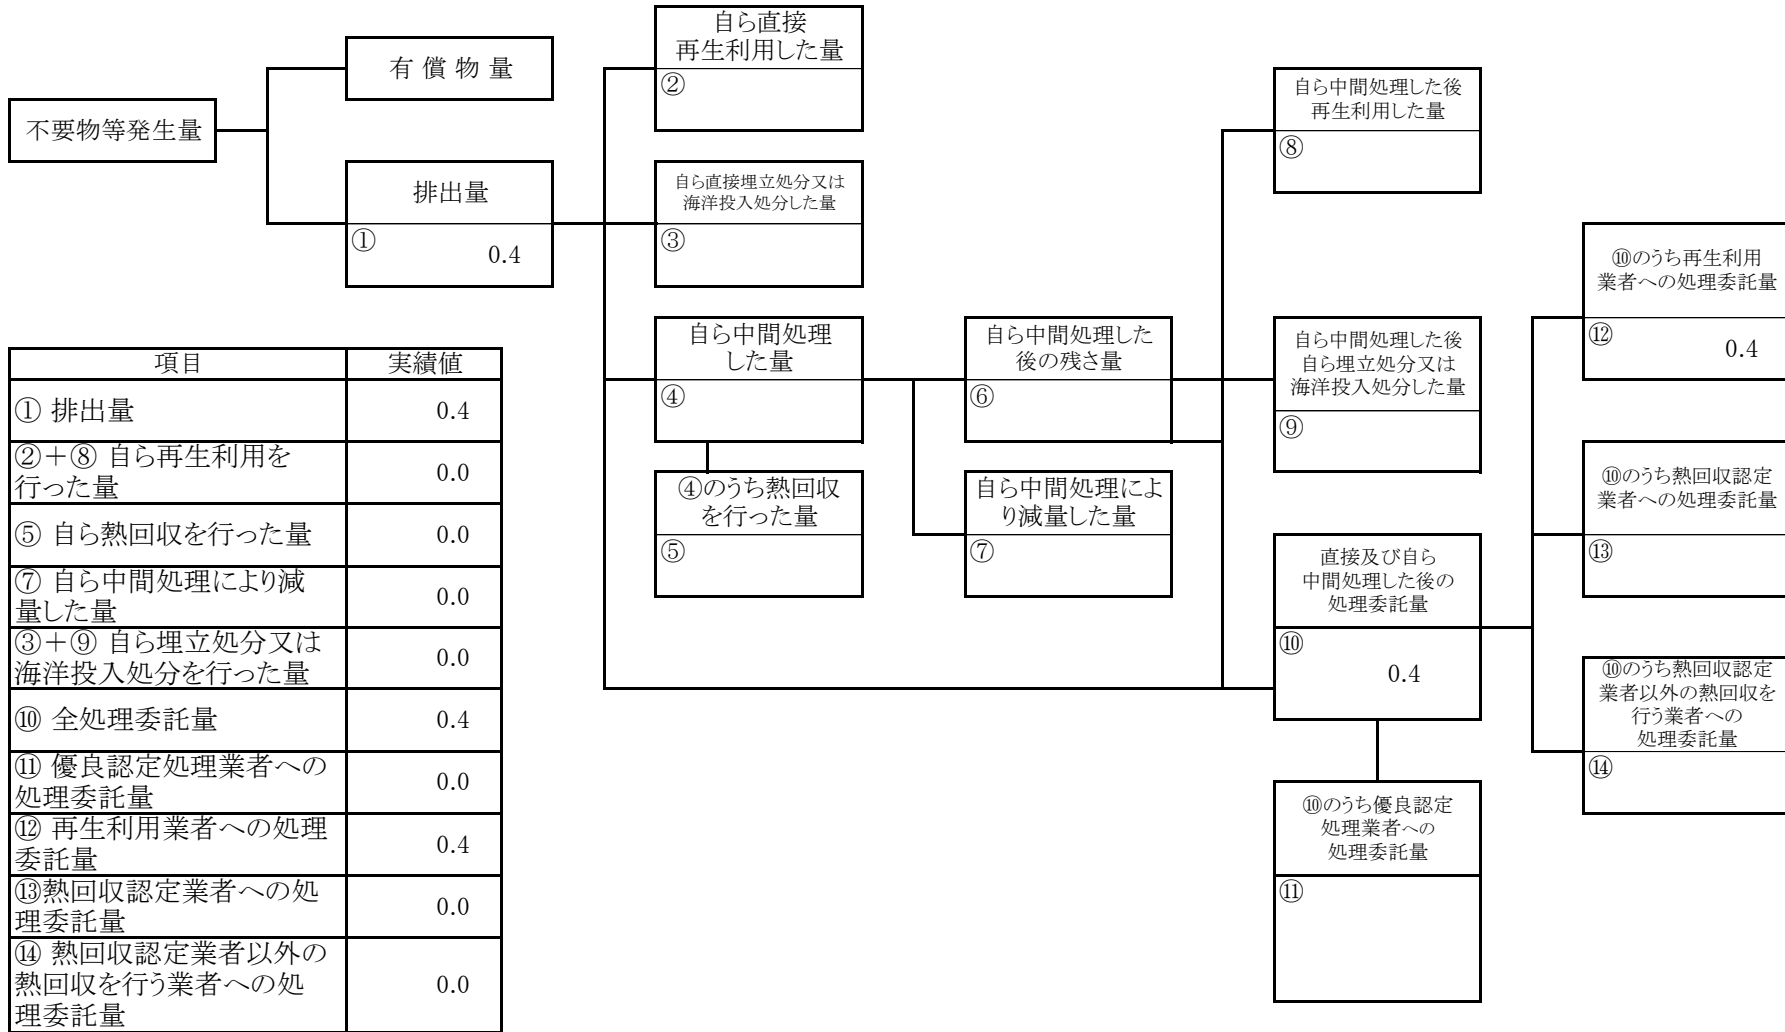 不要物等発生量
有償物量
排出量
①
0.4
自ら直接
再生利用した量
②
自ら直接埋立処分又は
海洋投入処分した量
③
自ら中間処理
した量
④
④のうち熱回収
を行った量
⑤
自ら中間処理した
後の残さ量
⑥
自ら中間処理によ
り減量した量
⑦
自ら中間処理した後
再生利用した量
⑧
自ら中間処理した後
自ら埋立処分又は
海洋投入処分した量
⑨
直接及び自ら
中間処理した後の
処理委託量
⑩
0.4
⑩のうち優良認定
処理業者への
処理委託量
⑪
⑩のうち再生利用
業者への処理委託量
⑫
0.4
⑩のうち熱回収認定
業者への処理委託量
⑬
⑩のうち熱回収認定
業者以外の熱回収を
行う業者への
処理委託量
⑭
項目 実績値
① 排出量 0.4
②＋⑧ 自ら再生利用を
行った量 0.0
⑤ 自ら熱回収を行った量 0.0
⑦ 自ら中間処理により減
量した量 0.0
③＋⑨ 自ら埋立処分又は
海洋投入処分を行った量 0.0
⑩ 全処理委託量 0.4
⑪ 優良認定処理業者への
処理委託量 0.0
⑫ 再生利用業者への処理
委託量 0.4
⑬熱回収認定業者への処
理委託量 0.0
⑭ 熱回収認定業者以外の
熱回収を行う業者への処
理委託量 0.0